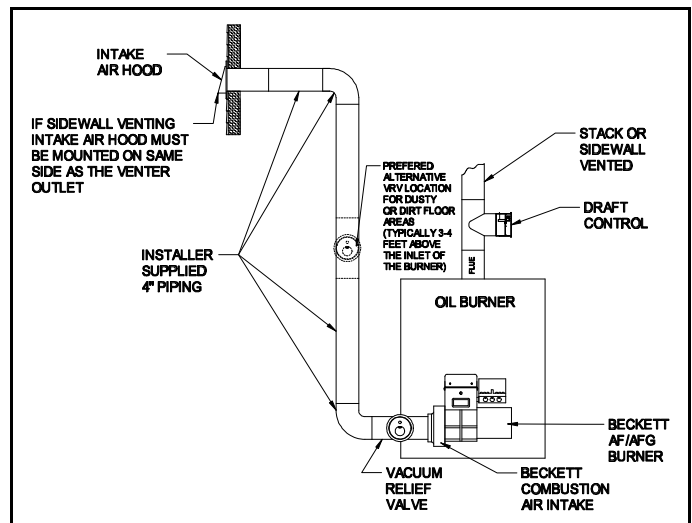 INTAKE
AIR HOOD
IF SIDEWALL VENTING
INTAKE AIR HOOD MUST
BE MOUNTED ON SAME
SIDE AS THE VENTER
OUTLET
PREFERED
ALTERNATIVE
VRV LOCATION
FOR DUSTY
OR DIRT FLOOR
AREAS
(TYPICALLY 3-4
FEET ABOVE
THE INLET OF
THE BURNER)
STACK OR
SIDEWALL
VENTED
DRAFT
CONTROL
INSTALLER
SUPPLIED
4" PIPING
FLUE
OIL BURNER
BECKETT
AF/AFG
BURNER
VACUUM
RELIEF
VALVE
BECKETT
COMBUSTION
AIR INTAKE